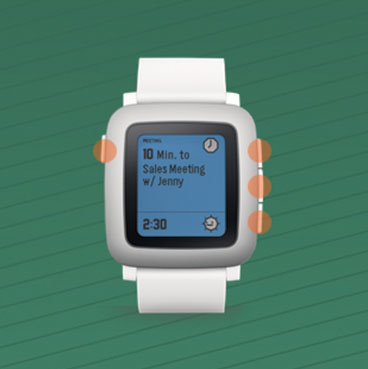 MEETING
10 Min. to
Sales Meeting
w/ Jenny
2:30